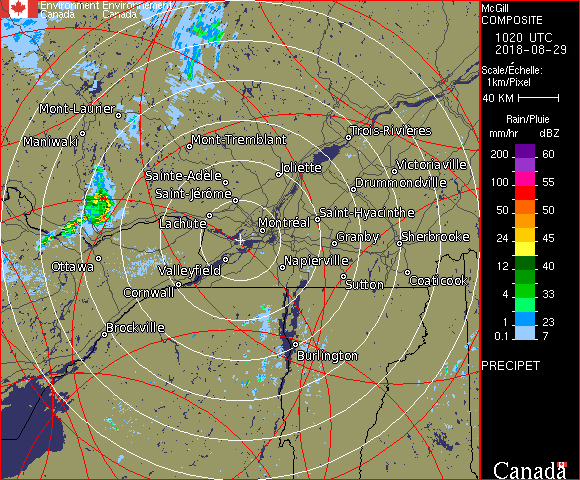 Environment Environnement
Canada Canada
Mont-Laurier
Maniwaki
Mont-Tremblant
Trois-Rivières
Joliette
Victoriaville
Sainte-Adèle
Drummondville
Saint-Jérôme
Saint-Hyacinthe
Lachute
Montréal
Granby
Sherbrooke
Ottawa
Valleyfield
Napierville
Cornwall
Sutton
Coaticook
Brockville
Burlington
McGill
COMPOSITE
1020 UTC
2018-08-29
Scale/Échelle:
1km/Pixel
40 KM
Rain/Pluie
mm/hr dBZ
200 60
100 55
50 50
24 45
12 40
4 33
1 23
0.1 7
PRECIPET
Canada